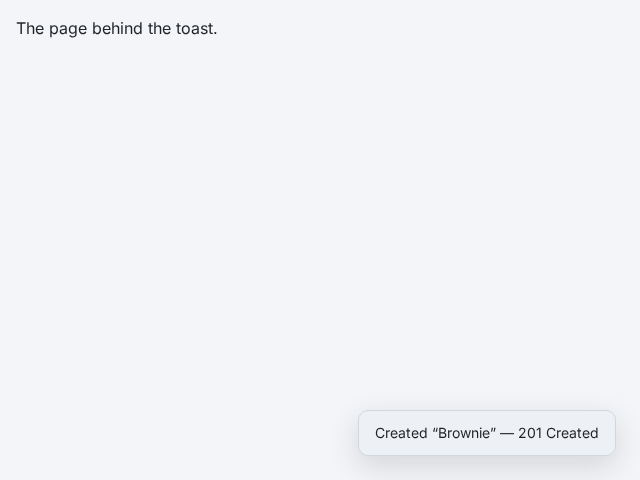 The page behind the toast.
Created “Brownie” — 201 Created